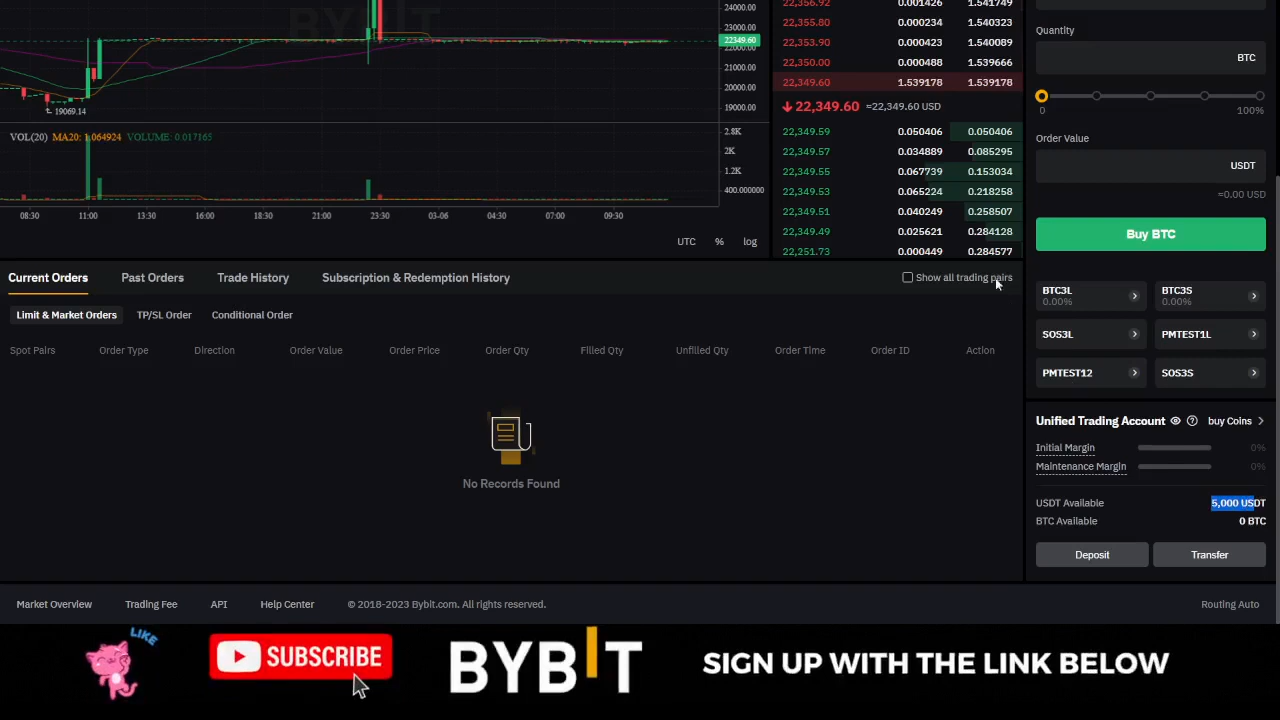 BYBIT
24000.00
23000.00
22349.60
22000.00
21000.00
20000.00
19000.00
19069.14
VOL(20) MA20: 1.064924 VOLUME: 0.017165
2.8K
2K
1.2K
400.000000
08:30 11:00 13:30 16:00 18:30 21:00 23:30 03-06 04:30 07:00 09:30
UTC % log
22,356.92 0.001426 1.541749
22,355.80 0.000234 1.540323
22,353.90 0.000423 1.540089
22,350.00 0.000488 1.539666
22,349.60 1.539178 1.539178
22,349.60 ≈22,349.60 USD
22,349.59 0.050406 0.050406
22,349.57 0.034889 0.085295
22,349.55 0.067739 0.153034
22,349.53 0.065224 0.218258
22,349.51 0.040249 0.258507
22,349.49 0.025621 0.284128
22,251.73 0.000449 0.284577
Quantity
BTC
0 100%
Order Value
USDT
≈0.00 USD
Buy BTC
BTC3L
0.00%
BTC3S
0.00%
SOS3L PMTEST1L
PMTEST12 SOS3S
Current Orders Past Orders Trade History Subscription & Redemption History Show all trading pairs
Limit & Market Orders TP/SL Order Conditional Order
Spot Pairs Order Type Direction Order Value Order Price Order Qty Filled Qty Unfilled Qty Order Time Order ID Action
No Records Found
Unified Trading Account buy Coins
Initial Margin 0%
Maintenance Margin 0%
USDT Available 5,000 USDT
BTC Available 0 BTC
Deposit Transfer
Market Overview Trading Fee API Help Center © 2018-2023 Bybit.com. All rights reserved. Routing Auto
LIKE
SUBSCRIBE
BYBIT
SIGN UP WITH THE LINK BELOW